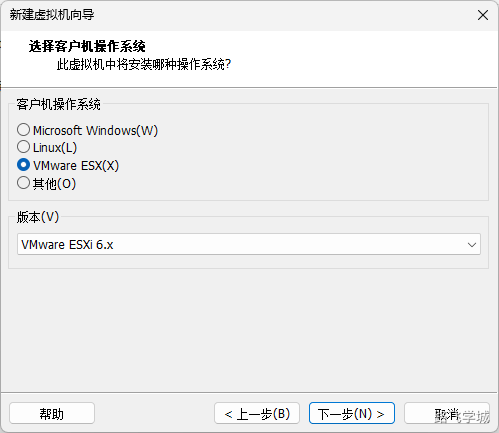 新建虚拟机向导
选择客户机操作系统
此虚拟机中将安装哪种操作系统?
客户机操作系统
Microsoft Windows(W)
Linux(L)
VMware ESX(X)
其他(O)
版本(V)
VMware ESXi 6.x
帮助
< 上一步(B)
下一步(N) >
取消
路飞学城